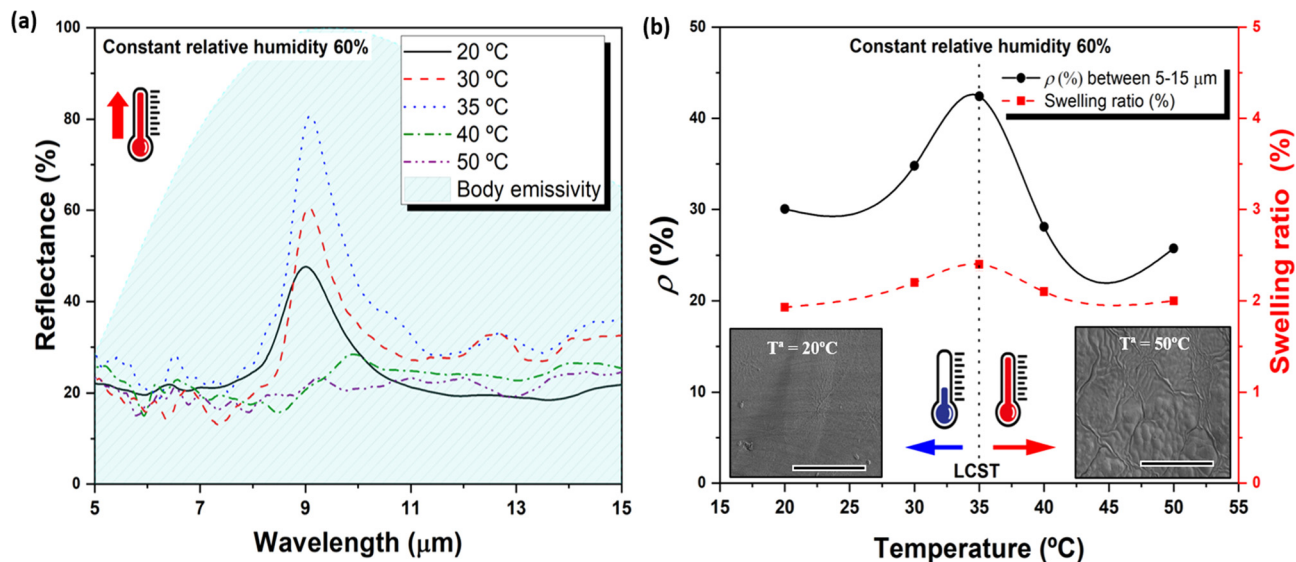 (a)
Constant relative humidity 60%
20 ºC
30 ºC
35 ºC
40 ºC
50 ºC
Body emissivity
100
80
60
40
20
0
Reflectance (%)
5
7
9
11
13
15
Wavelength (μm)
(b)
Constant relative humidity 60%
ρ (%) between 5-15 μm
Swelling ratio (%)
50
40
30
20
10
0
ρ (%)
5
4
3
2
1
0
Swelling ratio (%)
Tª = 20ºC
Tª = 50ºC
LCST
15
20
25
30
35
40
45
50
55
Temperature (ºC)